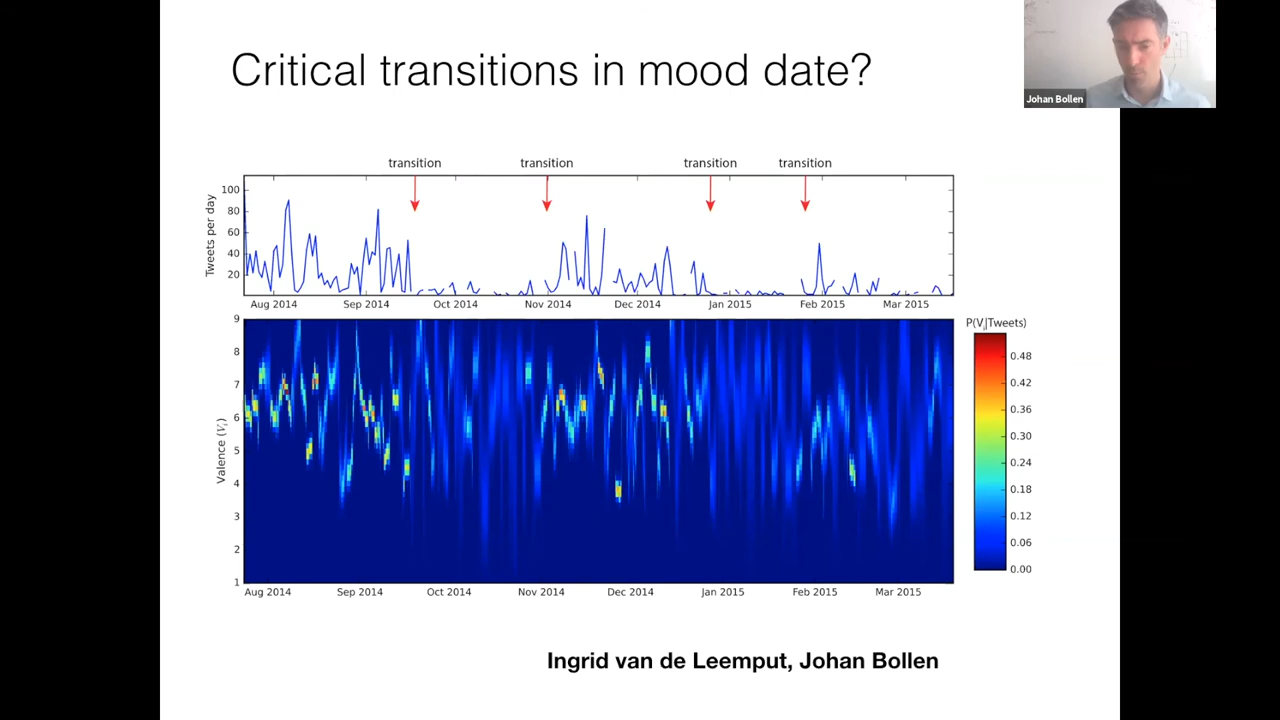 Critical transitions in mood date?
Johan Bollen
transition transition transition transition
Tweets per day
100
80
60
40
20
Aug 2014 Sep 2014 Oct 2014 Nov 2014 Dec 2014 Jan 2015 Feb 2015 Mar 2015
Valence (Vᵢ)
9
8
7
6
5
4
3
2
1
Aug 2014 Sep 2014 Oct 2014 Nov 2014 Dec 2014 Jan 2015 Feb 2015 Mar 2015
P(Vᵢ|Tweets)
0.48
0.42
0.36
0.30
0.24
0.18
0.12
0.06
0.00
Ingrid van de Leemput, Johan Bollen